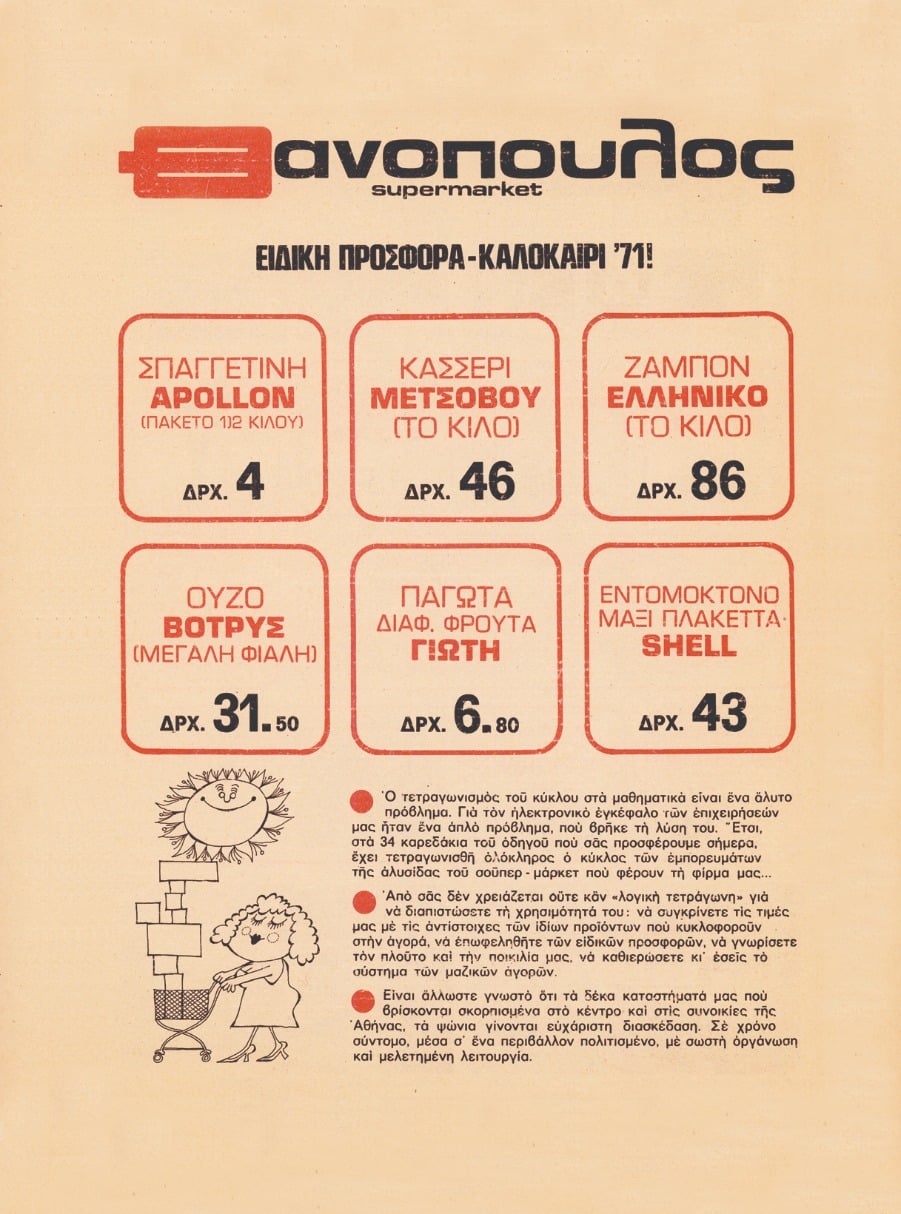 Θανοπουλος
supermarket
ΕΙΔΙΚΗ ΠΡΟΣΦΟΡΑ-ΚΑΛΟΚΑΙΡΙ '71!
ΣΠΑΓΓΕΤΙΝΗ
APOLLON
(ΠΑΚΕΤΟ 1)2 ΚΙΛΟΥ)
ΔΡΧ. 4
ΚΑΣΣΕΡΙ
ΜΕΤΣΟΒΟΥ
(ΤΟ ΚΙΛΟ)
ΔΡΧ. 46
ΖΑΜΠΟΝ
ΕΛΛΗΝΙΚΟ
(ΤΟ ΚΙΛΟ)
ΔΡΧ. 86
ΟΥΖΟ
ΒΟΤΡΥΣ
(ΜΕΓΑΛΗ ΦΙΑΛΗ)
ΔΡΧ. 31.50
ΠΑΓΩΤΑ
ΔΙΑΦ. ΦΡΟΥΤΑ
ΓΙΩΤΗ
ΔΡΧ. 6.80
ΕΝΤΟΜΟΚΤΟΝΟ
ΜΑΞΙ ΠΛΑΚΕΤΤΑ
SHELL
ΔΡΧ. 43
Ὁ τετραγωνισμὸς τοῦ κύκλου στὰ μαθηματικὰ εἶναι ἕνα ἄλυτο
πρόβλημα. Γιὰ τὸν ἠλεκτρονικὸ ἐγκέφαλο τῶν ἐπιχειρήσεών
μας ἦταν ἕνα ἁπλὸ πρόβλημα, ποὺ βρῆκε τὴ λύση του. Ἔτσι,
στὰ 34 καρεδάκια τοῦ ὁδηγοῦ ποὺ σᾶς προσφέρουμε σήμερα,
ἔχει τετραγωνισθῆ ὁλόκληρος ὁ κύκλος τῶν ἐμπορευμάτων
τῆς ἁλυσίδας τοῦ σοῦπερ-μάρκετ ποὺ φέρουν τὴ φίρμα μας...
Ἀπὸ σᾶς δὲν χρειάζεται οὔτε κἂν «λογικὴ τετράγωνη» γιὰ
νὰ διαπιστώσετε τὴ χρησιμότητά του: νὰ συγκρίνετε τὶς τιμές
μας μὲ τὶς ἀντίστοιχες τῶν ἰδίων προϊόντων ποὺ κυκλοφοροῦν
στὴν ἀγορά, νὰ ἐπωφεληθῆτε τῶν εἰδικῶν προσφορῶν, νὰ γνωρίσετε
τὸν πλοῦτο καὶ τὴν ποικιλία μας, νὰ καθιερώσετε κι' ἐσεῖς τὸ
σύστημα τῶν μαζικῶν ἀγορῶν.
Εἶναι ἄλλωστε γνωστὸ ὅτι τὰ δέκα καταστήματά μας ποὺ
βρίσκονται σκορπισμένα στὸ κέντρο καὶ στὶς συνοικίες τῆς
Ἀθήνας, τὰ ψώνια γίνονται εὐχάριστη διασκέδαση. Σὲ χρόνο
σύντομο, μέσα σ' ἕνα περιβάλλον πολιτισμένο, μὲ σωστὴ ὀργάνωση
καὶ μελετημένη λειτουργία.